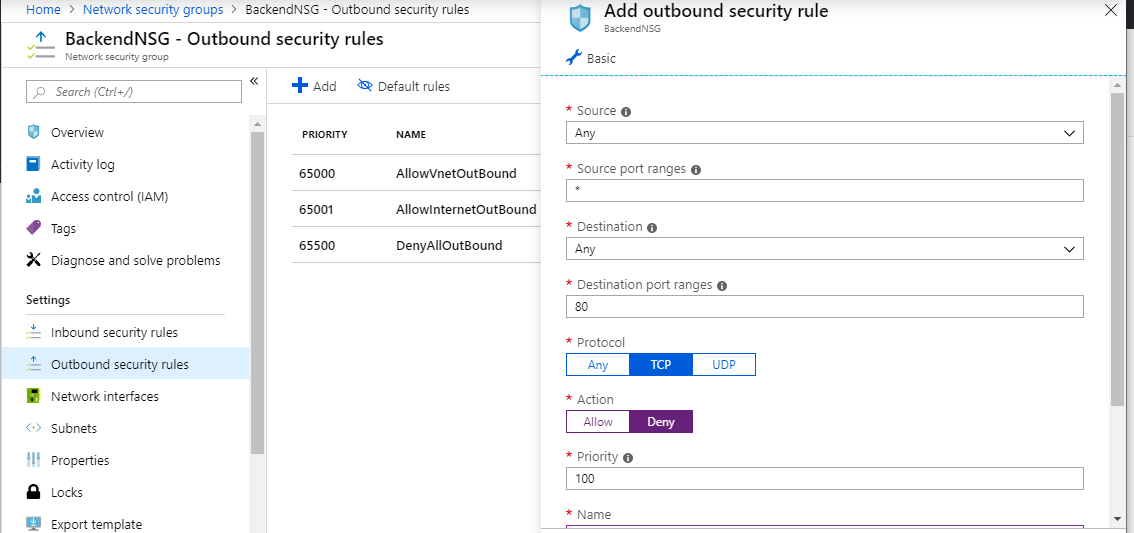 Home > Network security groups > BackendNSG - Outbound security rules
BackendNSG - Outbound security rules
Network security group
Search (Ctrl+/)
«
Overview
Activity log
Access control (IAM)
Tags
Diagnose and solve problems
Settings
Inbound security rules
Outbound security rules
Network interfaces
Subnets
Properties
Locks
Export template
Add Default rules
PRIORITY NAME
65000 AllowVnetOutBound
65001 AllowInternetOutBound
65500 DenyAllOutBound
Add outbound security rule
BackendNSG
Basic
* Source
Any
* Source port ranges
*
* Destination
Any
* Destination port ranges
80
* Protocol
Any TCP UDP
* Action
Allow Deny
* Priority
100
* Name